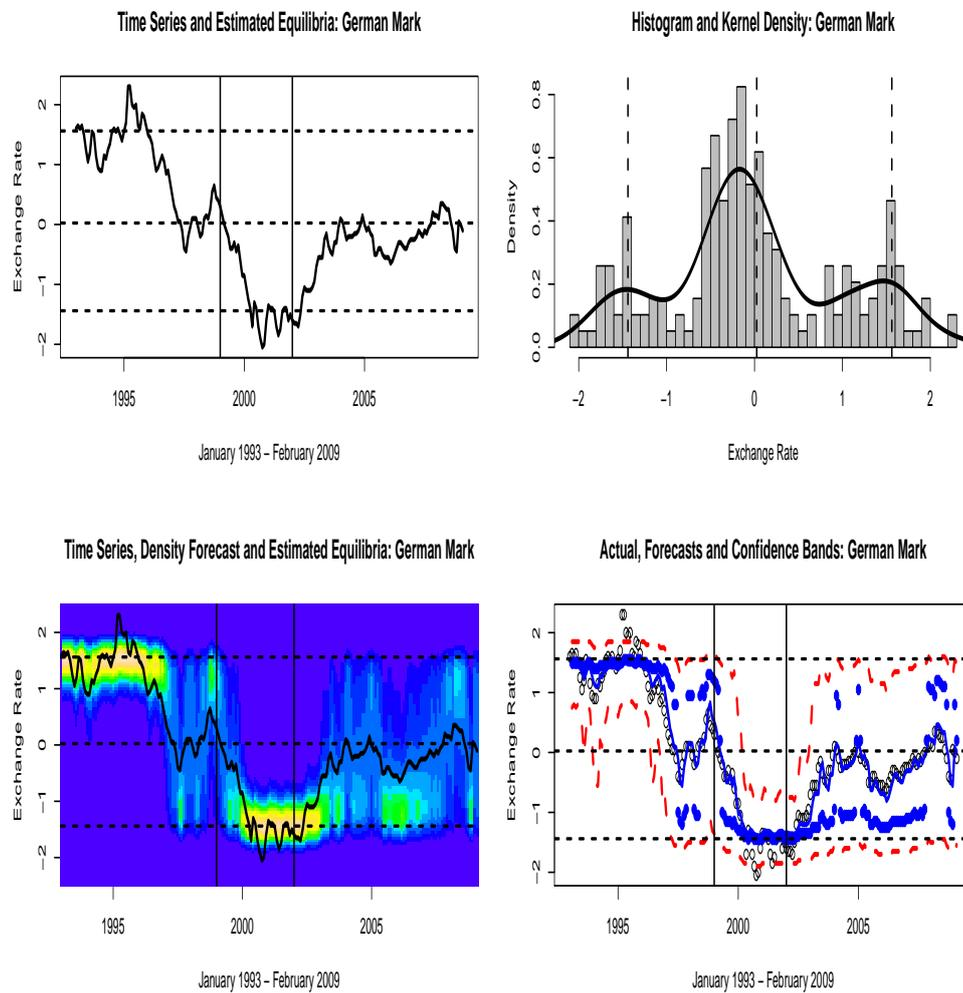 Time Series and Estimated Equilibria: German Mark
Exchange Rate
2
1
0
−1
−2
1995 2000 2005
January 1993 – February 2009
Histogram and Kernel Density: German Mark
Density
0.8
0.6
0.4
0.2
0.0
−2 −1 0 1 2
Exchange Rate
Time Series, Density Forecast and Estimated Equilibria: German Mark
Exchange Rate
2
1
0
−1
−2
1995 2000 2005
January 1993 – February 2009
Actual, Forecasts and Confidence Bands: German Mark
Exchange Rate
2
1
0
−1
−2
1995 2000 2005
January 1993 – February 2009